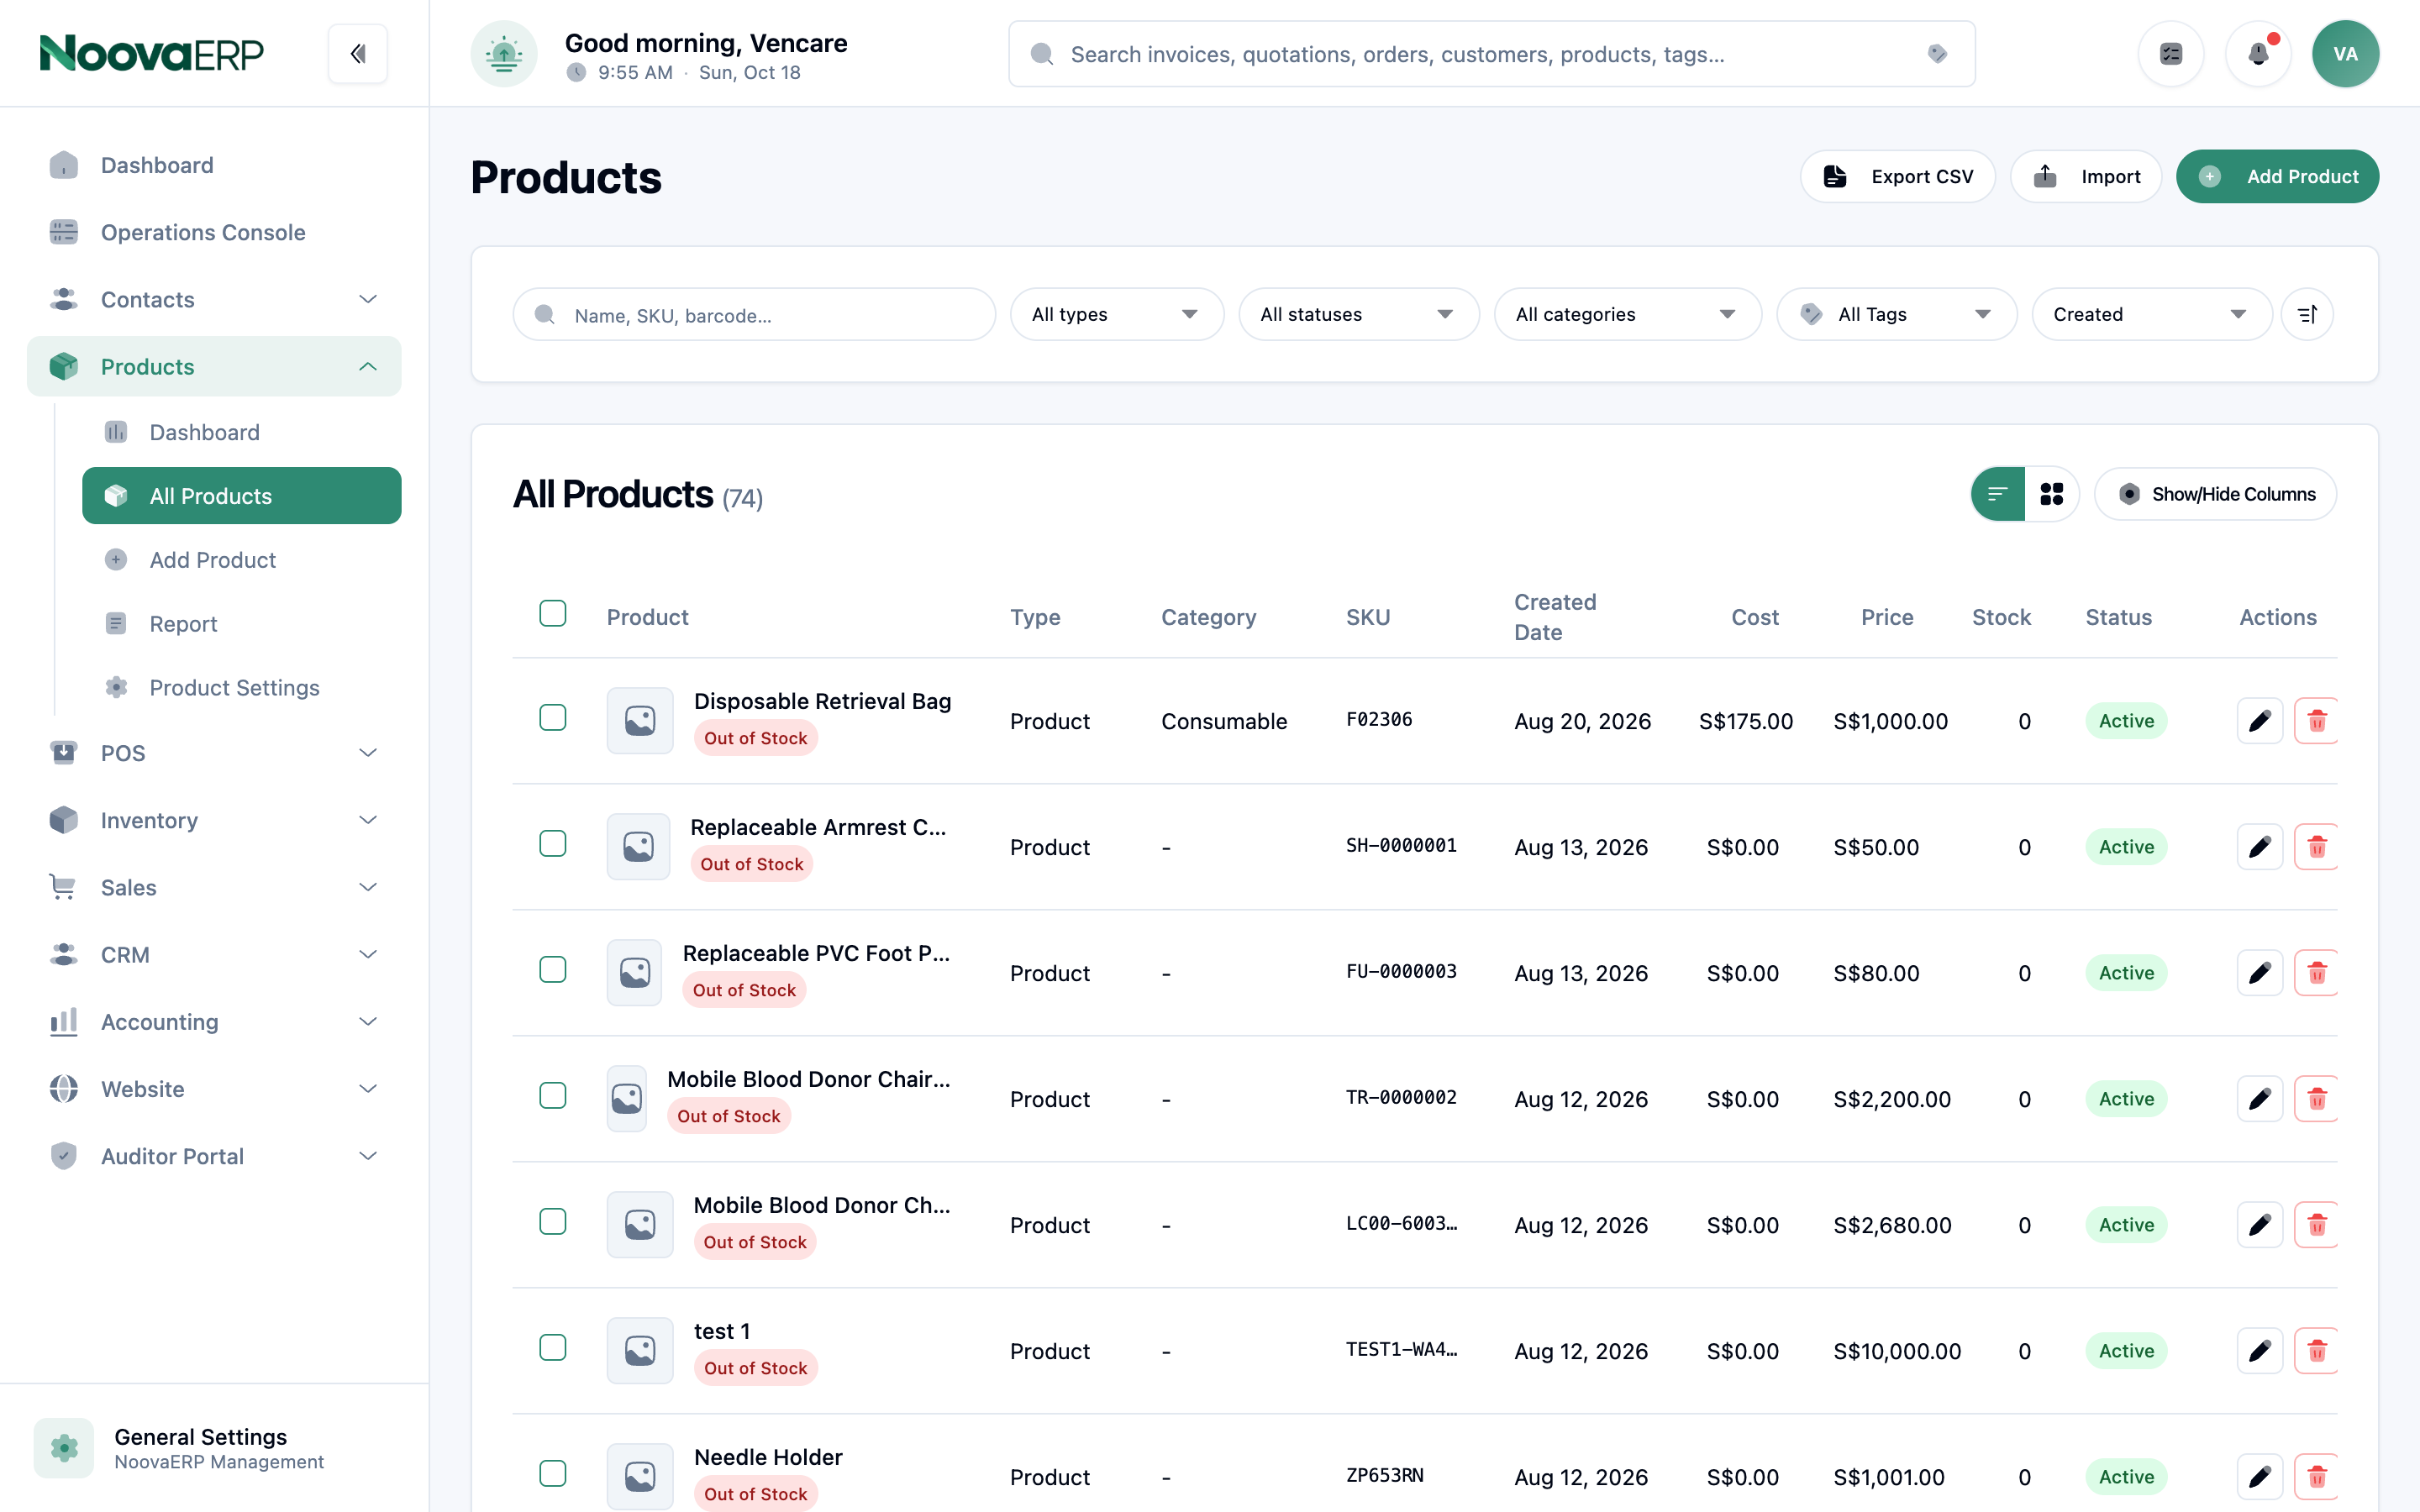 NoovaERP
Good morning, Vencare
9:55 AM · Sun, Oct 18
Search invoices, quotations, orders, customers, products, tags...
VA
Dashboard
Operations Console
Contacts
Products
Dashboard
All Products
Add Product
Report
Product Settings
POS
Inventory
Sales
CRM
Accounting
Website
Auditor Portal
General Settings
NoovaERP Management
Products
Export CSV
Import
Add Product
Name, SKU, barcode...
All types
All statuses
All categories
All Tags
Created
All Products (74)
Show/Hide Columns
Product Type Category SKU Created Date Cost Price Stock Status Actions
Disposable Retrieval Bag
Out of Stock
Product Consumable F02306 Aug 20, 2026 S$175.00 S$1,000.00 0 Active
Replaceable Armrest C...
Out of Stock
Product - SH-0000001 Aug 13, 2026 S$0.00 S$50.00 0 Active
Replaceable PVC Foot P...
Out of Stock
Product - FU-0000003 Aug 13, 2026 S$0.00 S$80.00 0 Active
Mobile Blood Donor Chair...
Out of Stock
Product - TR-0000002 Aug 12, 2026 S$0.00 S$2,200.00 0 Active
Mobile Blood Donor Ch...
Out of Stock
Product - LC00-6003... Aug 12, 2026 S$0.00 S$2,680.00 0 Active
test 1
Out of Stock
Product - TEST1-WA4... Aug 12, 2026 S$0.00 S$10,000.00 0 Active
Needle Holder
Out of Stock
Product - ZP653RN Aug 12, 2026 S$0.00 S$1,001.00 0 Active